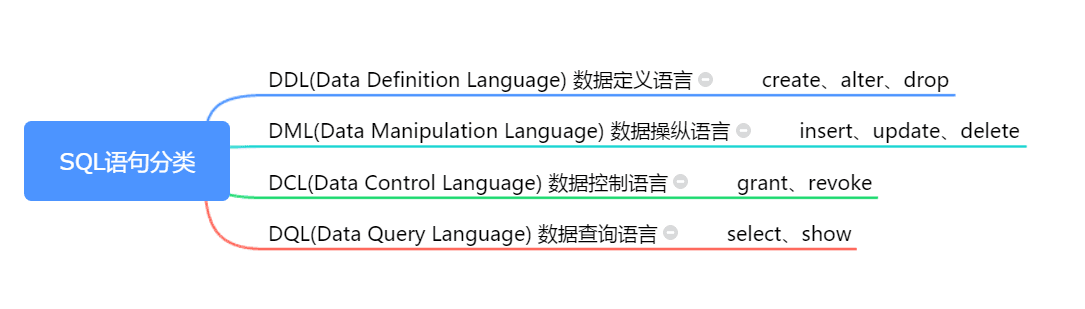 DDL(Data Definition Language) 数据定义语言 create、alter、drop
DML(Data Manipulation Language) 数据操纵语言 insert、update、delete
SQL语句分类
DCL(Data Control Language) 数据控制语言 grant、revoke
DQL(Data Query Language) 数据查询语言 select、show